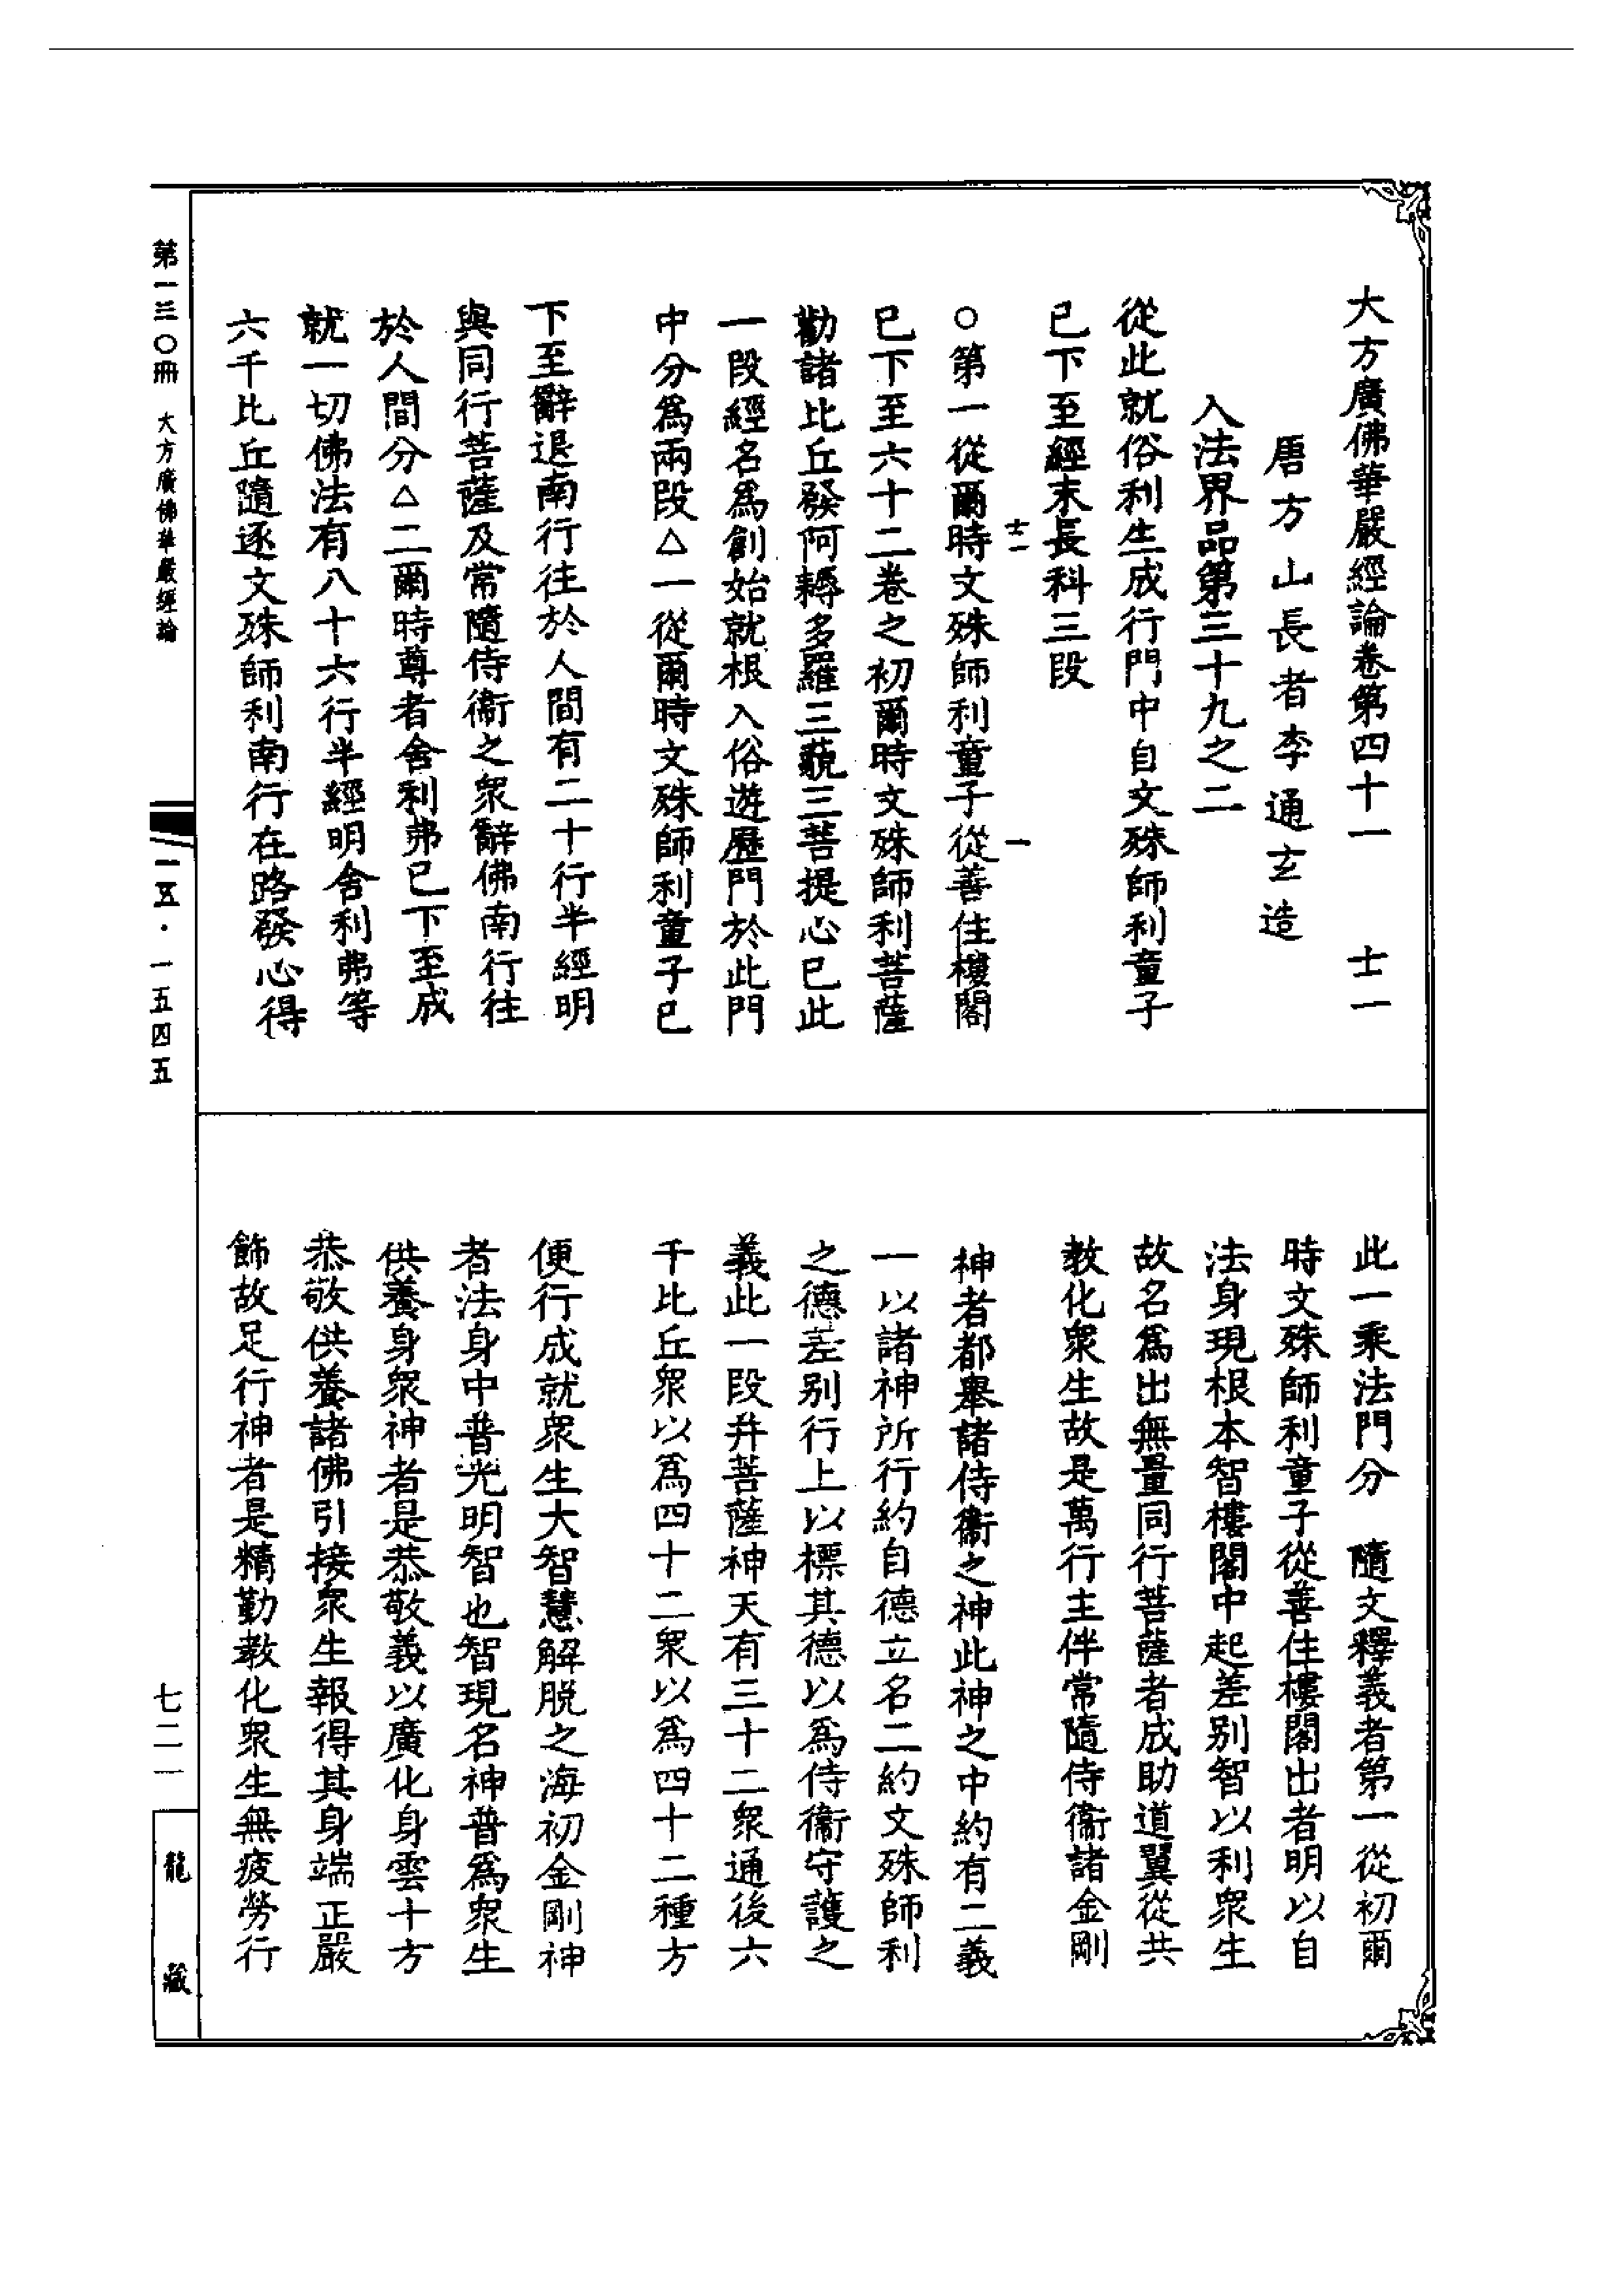 大方廣佛華嚴經論卷第四十一　士一
唐方山長者李通玄造
入法界品第三十九之二
從此就俗利生成行門中自文殊師利童子
已下至經末長科三段
士一　一
○第一從爾時文殊師利童子從善住樓閣
已下至六十二卷之初爾時文殊師利菩薩
勸諸比丘發阿耨多羅三藐三菩提心已此
一段經名為創始就根入俗遊歷門於此門
中分為兩段△一從爾時文殊師利童子已
下至辭退南行往於人間有二十行半經明
與同行菩薩及常隨侍衛之眾辭佛南行往
於人間分△二爾時尊者舍利弗已下至成
就一切佛法有八十六行半經明舍利弗等
六千比丘隨逐文殊師利南行在路發心得
此一乘法門分　隨文釋義者第一從初爾
時文殊師利童子從善住樓閣出者明以自
法身現根本智樓閣中起差別智以利眾生
故名為出無量同行菩薩者成助道翼從共
教化眾生故是萬行主伴常隨侍衛諸金剛
神者都舉諸侍衛之神此神之中約有二義
一以諸神所行約自德立名二約文殊師利
之德差別行上以標其德以為侍衛守護之
義此一段并菩薩神天有三十二眾通後六
千比丘眾以為四十二眾以為四十二種方
便行成就眾生大智慧解脫之海初金剛神
者法身中普光明智也智現名神普為眾生
供養身眾神者是恭敬義以廣化身雲十方
恭敬供養諸佛引接眾生報得其身端正嚴
飾故足行神者是精勤教化眾生無疲勞行
第一三〇冊　大方廣佛華嚴經論
一五·一五四五
七二一
龍藏